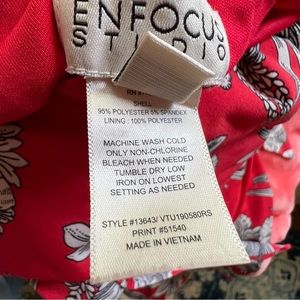 ENFOCUS
STUDIO
SHELL
95% POLYESTER 5% SPANDEX
LINING : 100% POLYESTER
MACHINE WASH COLD
ONLY NON-CHLORINE
BLEACH WHEN NEEDED
TUMBLE DRY LOW
IRON ON LOWEST
SETTING AS NEEDED
STYLE #13643/ VTU190580RS
PRINT #51540
MADE IN VIETNAM